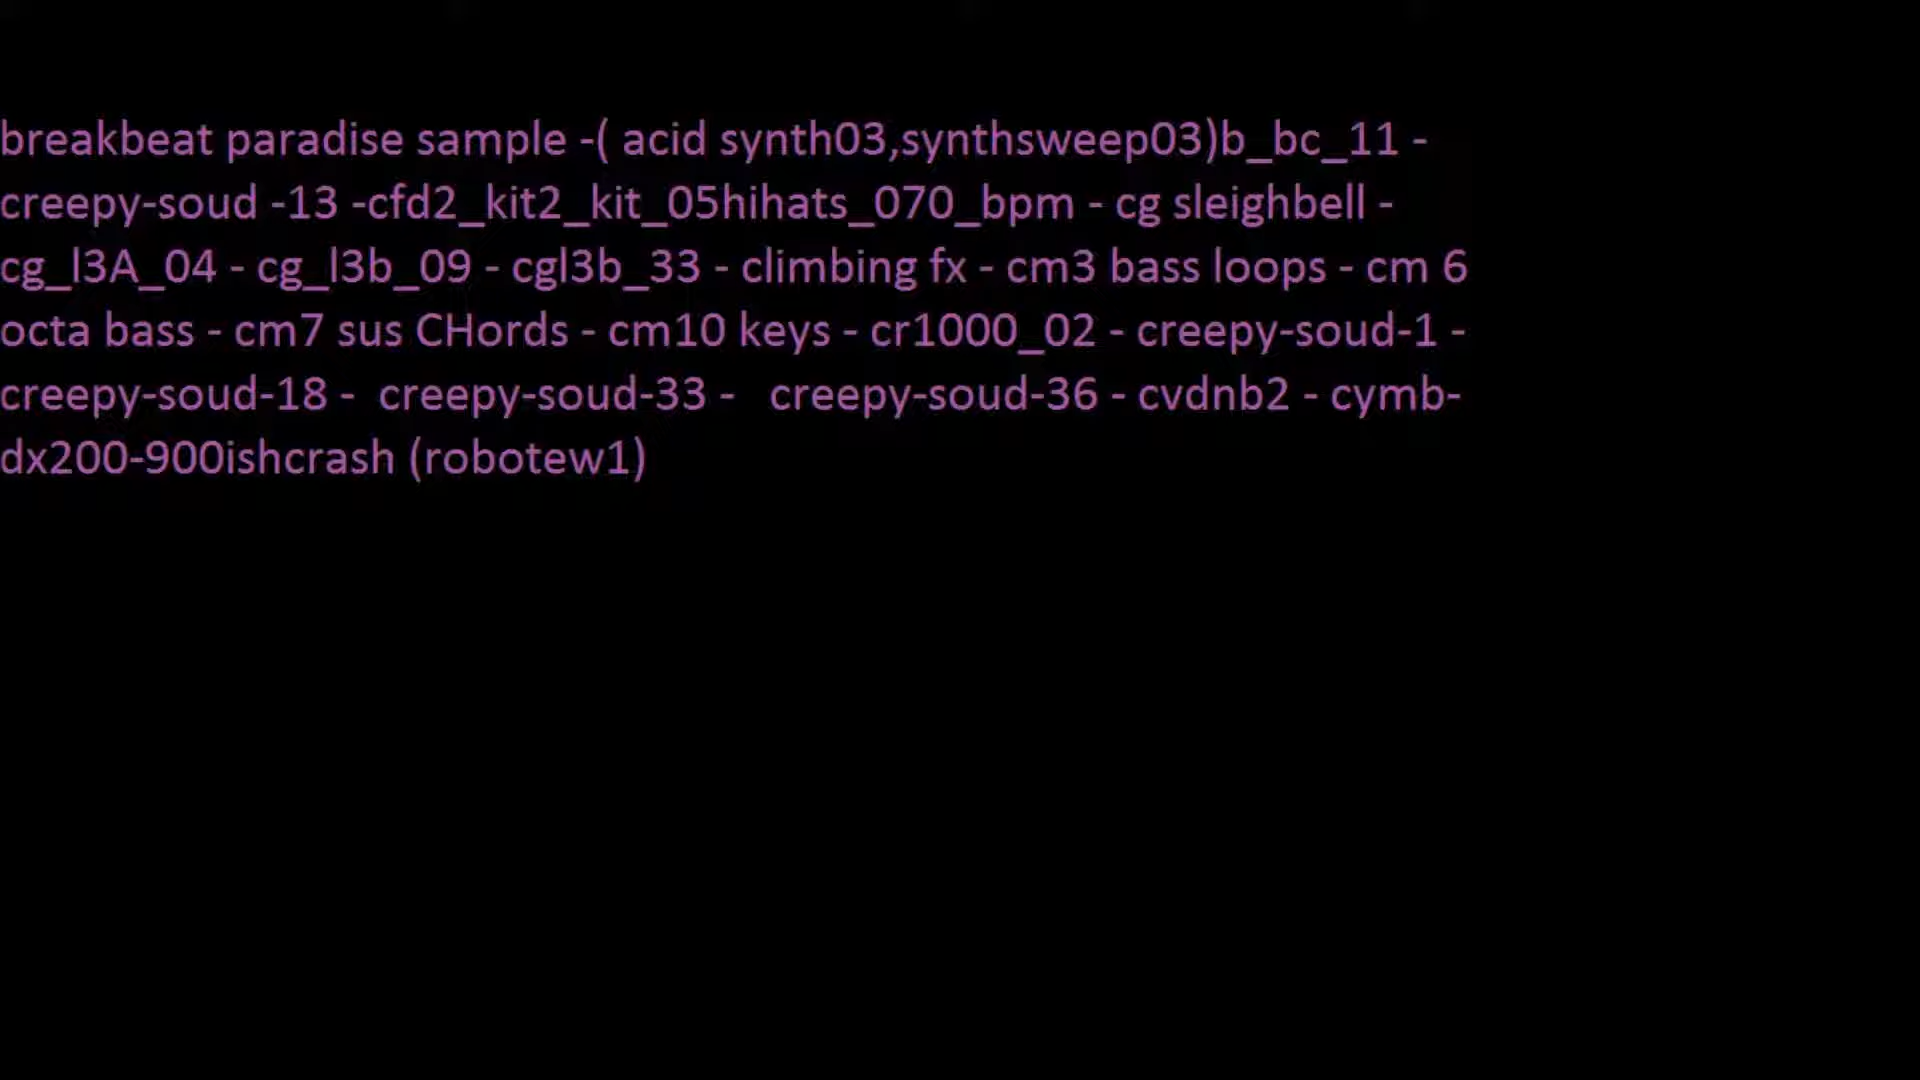 breakbeat paradise sample -( acid synth03,synthsweep03)b_bc_11 -
creepy-soud -13 -cfd2_kit2_kit_05hihats_070_bpm - cg sleighbell -
cg_l3A_04 - cg_l3b_09 - cgl3b_33 - climbing fx - cm3 bass loops - cm 6
octa bass - cm7 sus CHords - cm10 keys - cr1000_02 - creepy-soud-1 -
creepy-soud-18 -  creepy-soud-33 -   creepy-soud-36 - cvdnb2 - cymb-
dx200-900ishcrash (robotew1)